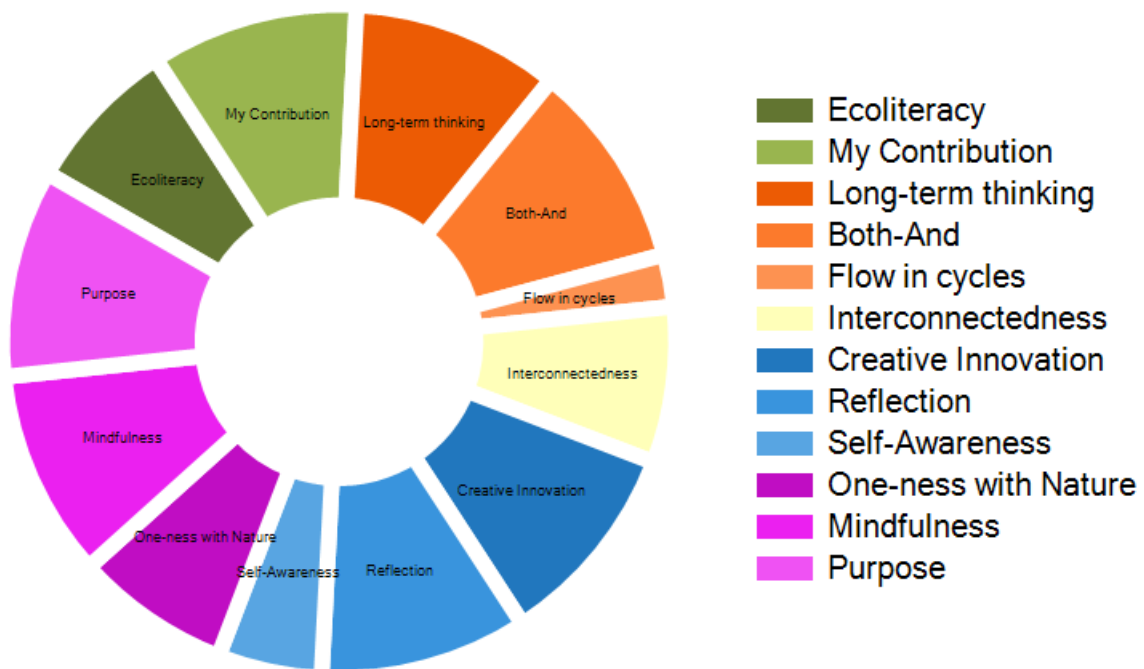 My Contribution
Long-term thinking
Ecoliteracy
Both-And
Purpose
Flow in cycles
Interconnectedness
Mindfulness
Creative Innovation
One-ness with Nature
Self-Awareness
Reflection
Ecoliteracy
My Contribution
Long-term thinking
Both-And
Flow in cycles
Interconnectedness
Creative Innovation
Reflection
Self-Awareness
One-ness with Nature
Mindfulness
Purpose